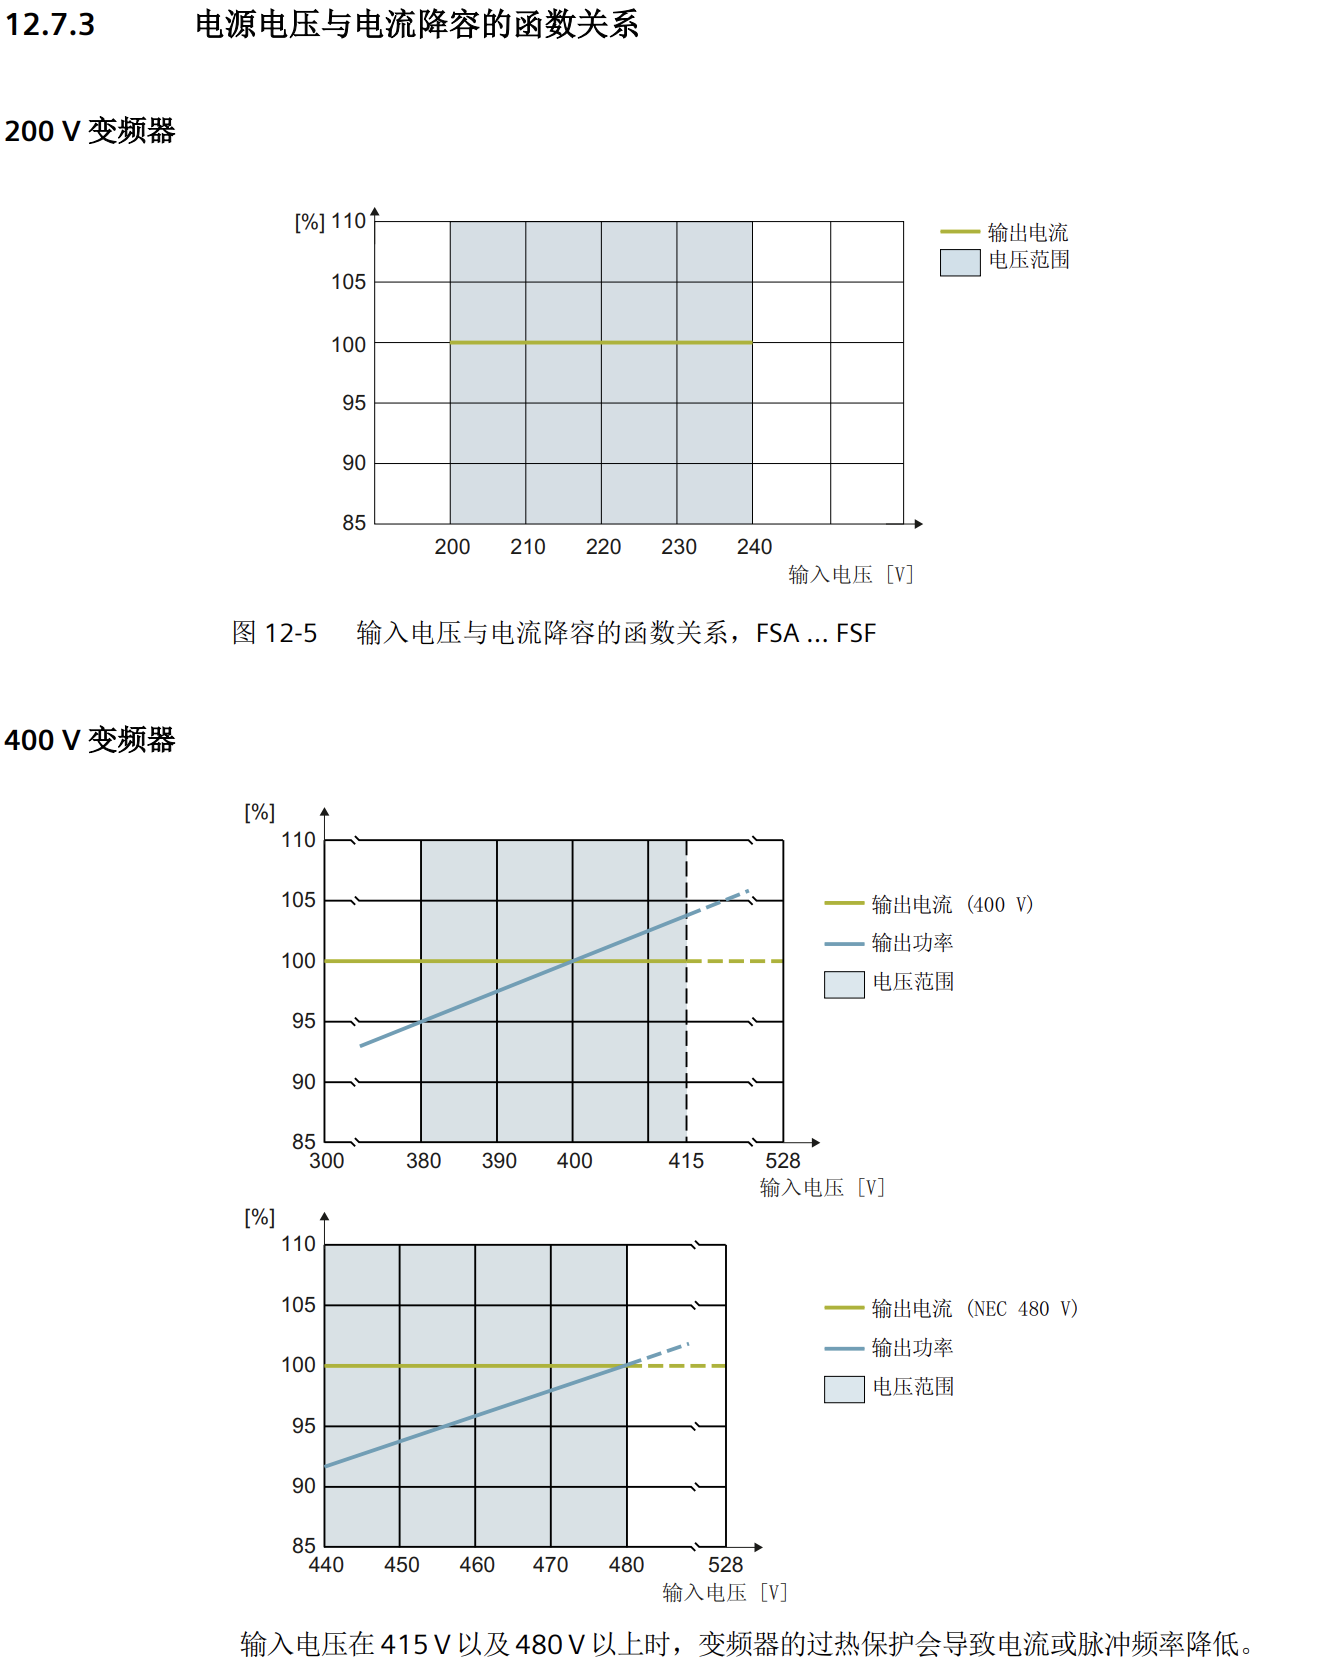 12.7.3 电源电压与电流降容的函数关系
200 V 变频器
[%] 110
105
100
95
90
85
200 210 220 230 240
输入电压 [V]
输出电流
电压范围
图 12-5 输入电压与电流降容的函数关系，FSA ... FSF
400 V 变频器
[%]
110
105
100
95
90
85
300 380 390 400 415 528
输入电压 [V]
输出电流 (400 V)
输出功率
电压范围
[%]
110
105
100
95
90
85
440 450 460 470 480 528
输入电压 [V]
输出电流 (NEC 480 V)
输出功率
电压范围
输入电压在 415 V 以及 480 V 以上时，变频器的过热保护会导致电流或脉冲频率降低。